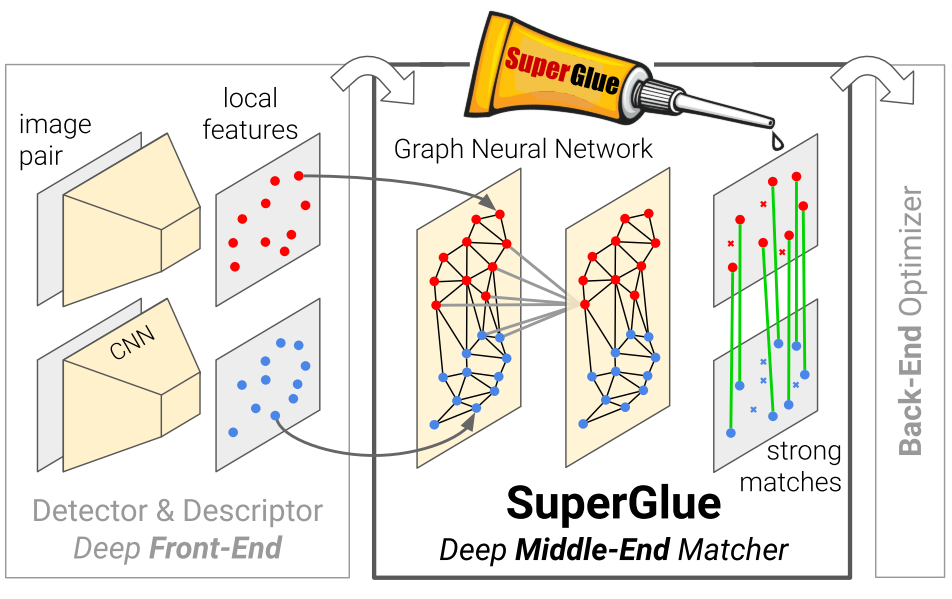 image
pair
local
features
CNN
Detector & Descriptor
Deep Front-End
SuperGlue
Graph Neural Network
strong
matches
SuperGlue
Deep Middle-End Matcher
Back-End Optimizer